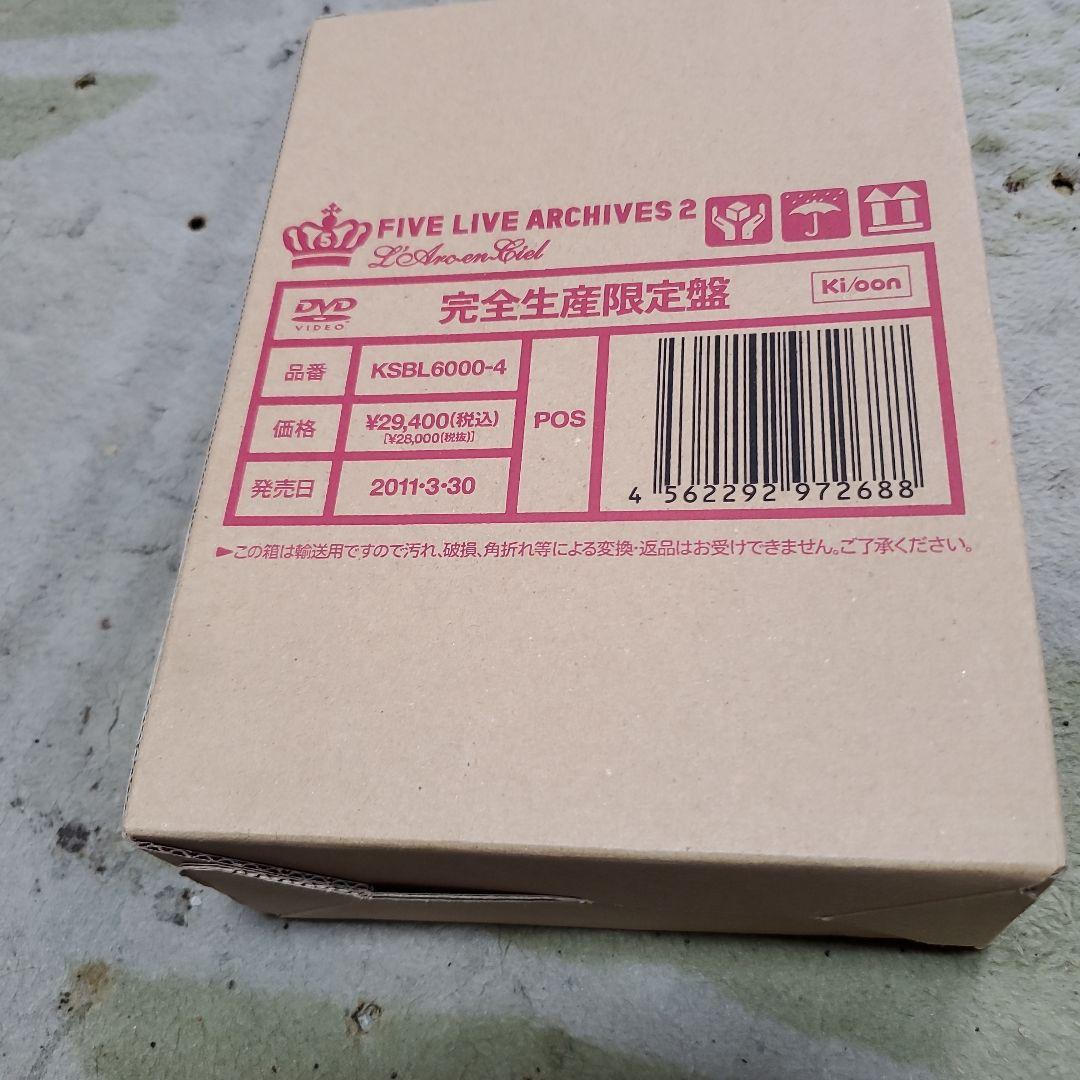 5
FIVE LIVE ARCHIVES 2
L'Arc~en~Ciel
DVD
VIDEO
完全生産限定盤
Ki/oon
品番
KSBL6000-4
価格
¥29,400(税込)
[¥28,000(税抜)]
発売日
2011・3・30
POS
4 562292 972688
►この箱は輸送用ですので汚れ、破損、角折れ等による変換・返品はお受けできません。ご了承ください。